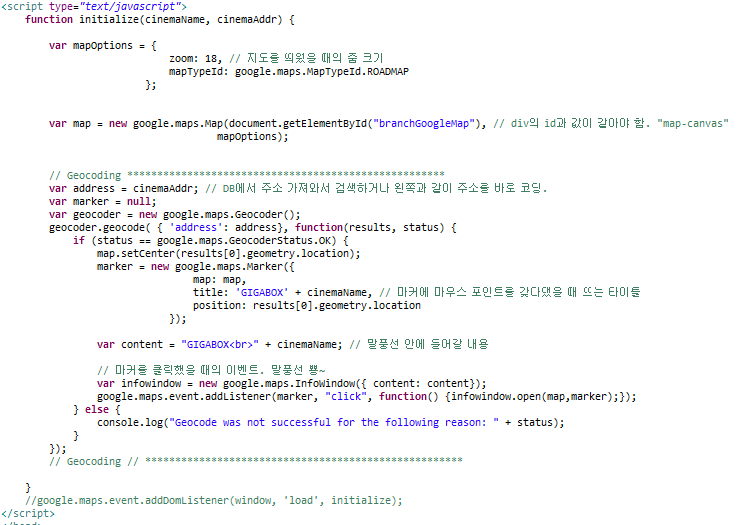 <script type="text/javascript">
function initialize(cinemaName, cinemaAddr) {
var mapOptions = {
zoom: 18, // 지도를 띄웠을 때의 줌 크기
mapTypeId: google.maps.MapTypeId.ROADMAP
};
var map = new google.maps.Map(document.getElementById("branchGoogleMap"), // div의 id과 값이 같아야 함. "map-canvas"
mapOptions);
// Geocoding *****************************************************
var address = cinemaAddr; // DB에서 주소 가져와서 검색하거나 왼쪽과 같이 주소를 바로 코딩.
var marker = null;
var geocoder = new google.maps.Geocoder();
geocoder.geocode( { 'address': address}, function(results, status) {
if (status == google.maps.GeocoderStatus.OK) {
map.setCenter(results[0].geometry.location);
marker = new google.maps.Marker({
map: map,
title: 'GIGABOX' + cinemaName, // 마커에 마우스 포인트를 갖다댔을 때 뜨는 타이틀
position: results[0].geometry.location
});
var content = "GIGABOX<br>" + cinemaName; // 말풍선 안에 들어갈 내용
// 마커를 클릭했을 때의 이벤트. 말풍선 뿅~
var infowindow = new google.maps.InfoWindow({ content: content});
google.maps.event.addListener(marker, "click", function() {infowindow.open(map,marker);});
} else {
console.log("Geocode was not successful for the following reason: " + status);
}
});
// Geocoding // *****************************************************
}
//google.maps.event.addDomListener(window, 'load', initialize);
</script>